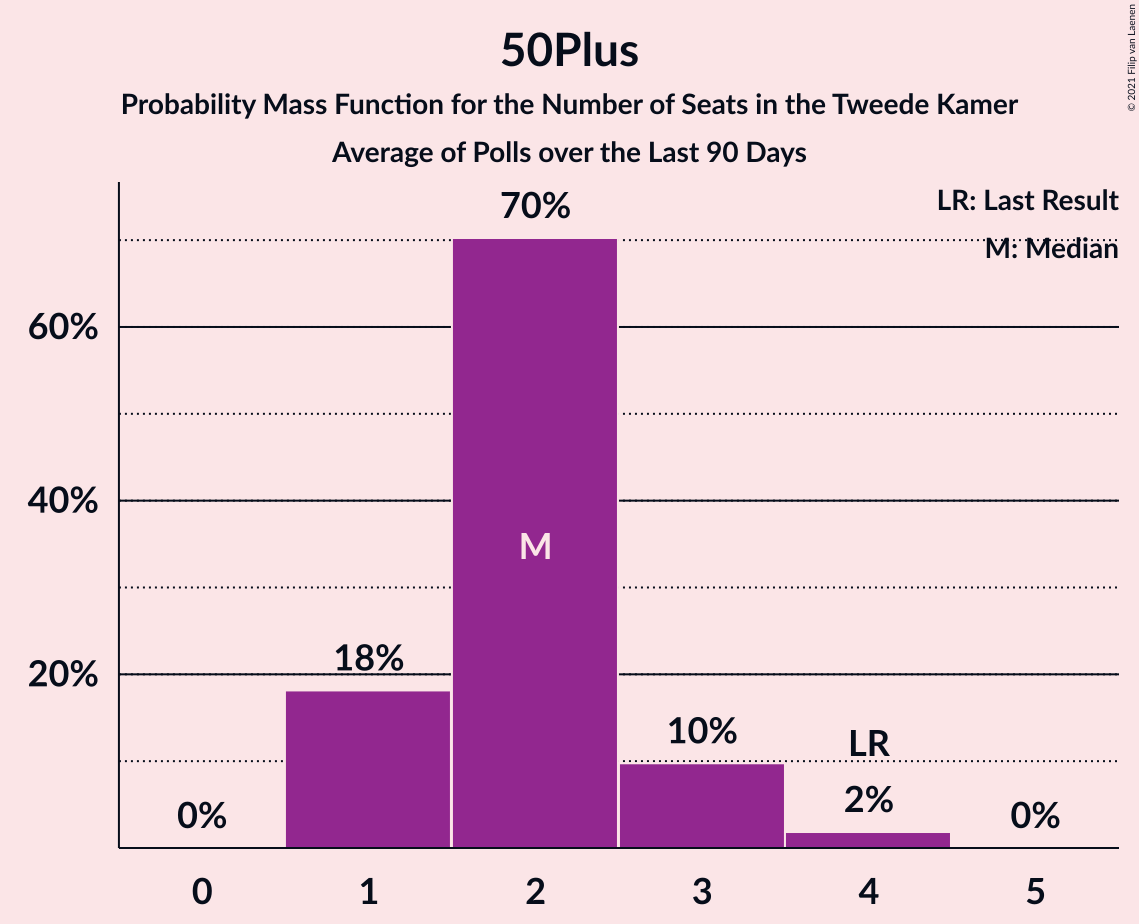 50Plus
Probability Mass Function for the Number of Seats in the Tweede Kamer
Average of Polls over the Last 90 Days
© 2021 Filip van Laenen
LR: Last Result
M: Median
70%
60%
40%
M
18%
20%
10%
LR
2%
0%
0%
0 1 2 3 4 5